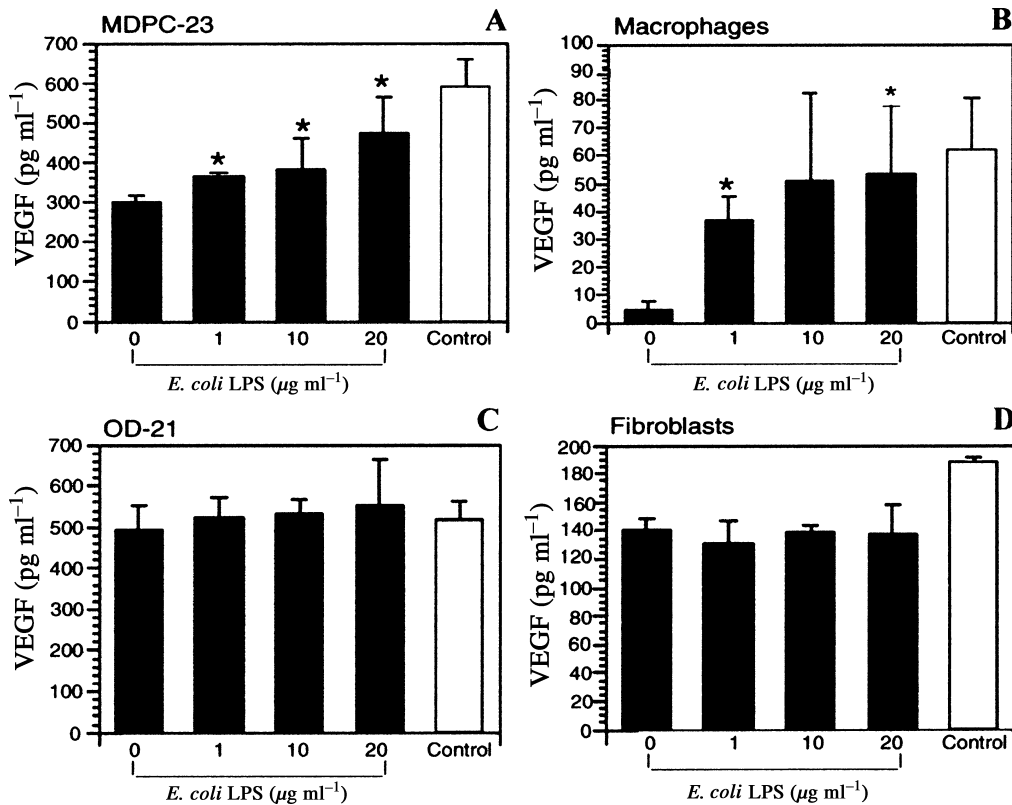 MDPC-23 A
VEGF (pg ml⁻¹)
700
600
500
400
300
200
100
0
* * *
0 1 10 20 Control
E. coli LPS (μg ml⁻¹)
Macrophages B
VEGF (pg ml⁻¹)
100
90
80
70
60
50
40
30
20
10
0
* *
0 1 10 20 Control
E. coli LPS (μg ml⁻¹)
OD-21 C
VEGF (pg ml⁻¹)
700
600
500
400
300
200
100
0
0 1 10 20 Control
E. coli LPS (μg ml⁻¹)
Fibroblasts D
VEGF (pg ml⁻¹)
200
180
160
140
120
100
80
60
40
20
0
0 1 10 20 Control
E. coli LPS (μg ml⁻¹)